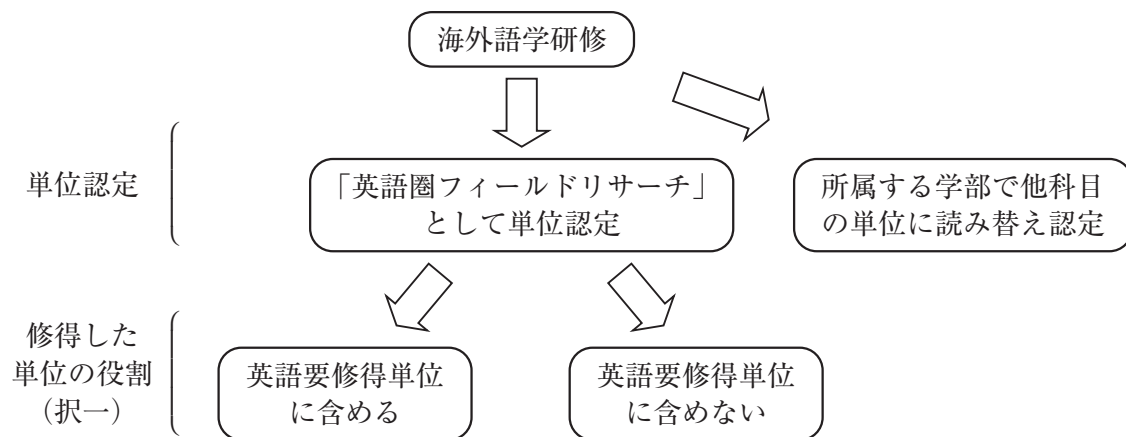 海外語学研修
単位認定
「英語圏フィールドリサーチ」
として単位認定
所属する学部で他科目
の単位に読み替え認定
修得した
単位の役割
（択一）
英語要修得単位
に含める
英語要修得単位
に含めない